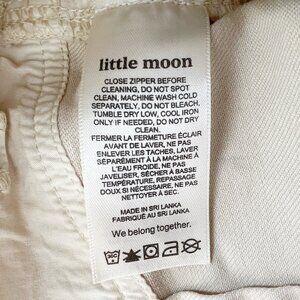 little moon
CLOSE ZIPPER BEFORE
CLEANING, DO NOT SPOT
CLEAN, MACHINE WASH COLD
SEPARATELY, DO NOT BLEACH,
TUMBLE DRY LOW, COOL IRON
ONLY IF NEEDED, DO NOT DRY
CLEAN.
FERMER LA FERMETURE ÉCLAIR
AVANT DE LAVER, NE PAS
ENLEVER LES TACHES, LAVER
SÉPARÉMENT À LA MACHINE À
L'EAU FROIDE, NE PAS
JAVELISER, SÉCHER À BASSE
TEMPÉRATURE, REPASSAGE
DOUX SI NÉCESSAIRE, NE PAS
NETTOYER À SEC.
MADE IN SRI LANKA
FABRIQUÉ AU SRI LANKA
We belong together.